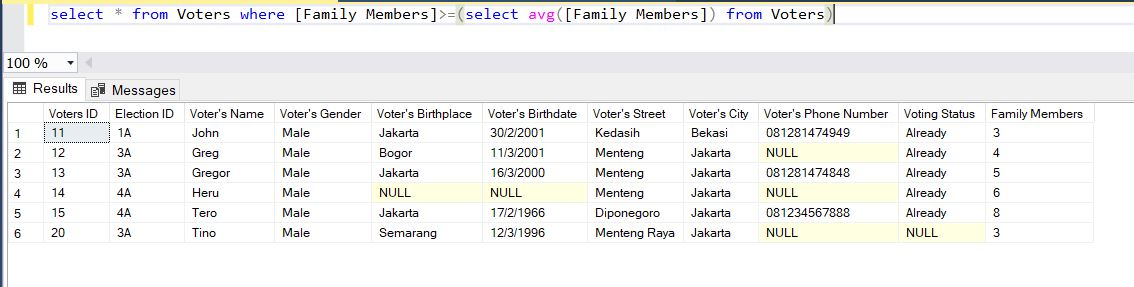 select * from Voters where [Family Members]>=(select avg([Family Members]) from Voters)
100 %
Results Messages
Voters ID Election ID Voter's Name Voter's Gender Voter's Birthplace Voter's Birthdate Voter's Street Voter's City Voter's Phone Number Voting Status Family Members
1 11 1A John Male Jakarta 30/2/2001 Kedasih Bekasi 081281474949 Already 3
2 12 3A Greg Male Bogor 11/3/2001 Menteng Jakarta NULL Already 4
3 13 3A Gregor Male Jakarta 16/3/2000 Menteng Jakarta 081281474848 Already 5
4 14 4A Heru Male NULL NULL Menteng Jakarta NULL Already 6
5 15 4A Tero Male Jakarta 17/2/1966 Diponegoro Jakarta 081234567888 Already 8
6 20 3A Tino Male Semarang 12/3/1996 Menteng Raya Jakarta NULL NULL 3